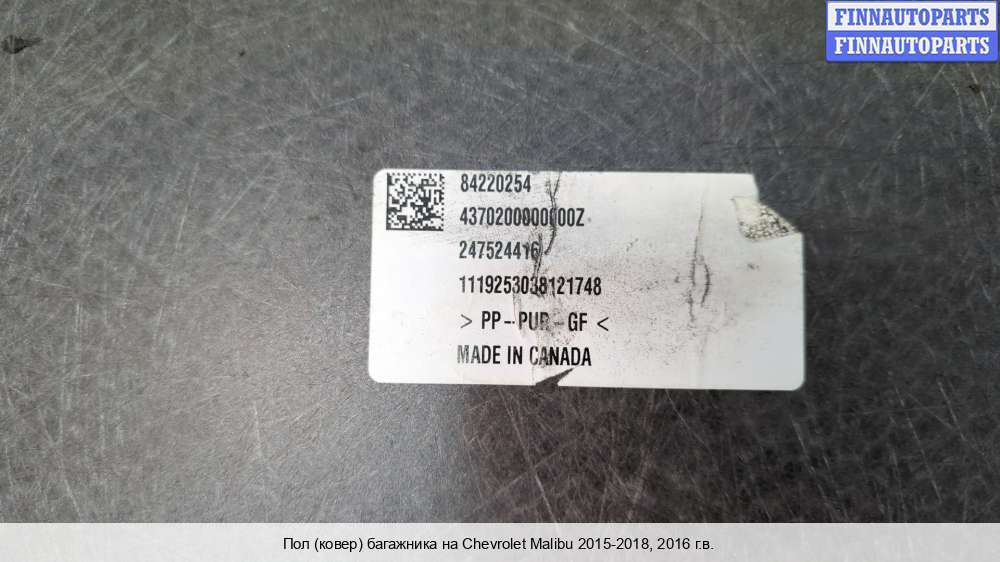 FINNAUTOPARTS
FINNAUTOPARTS
84220254
4370200000000Z
247524416
1119253038121748
> PP-PUR-GF <
MADE IN CANADA
Пол (ковер) багажника на Chevrolet Malibu 2015-2018, 2016 г.в.